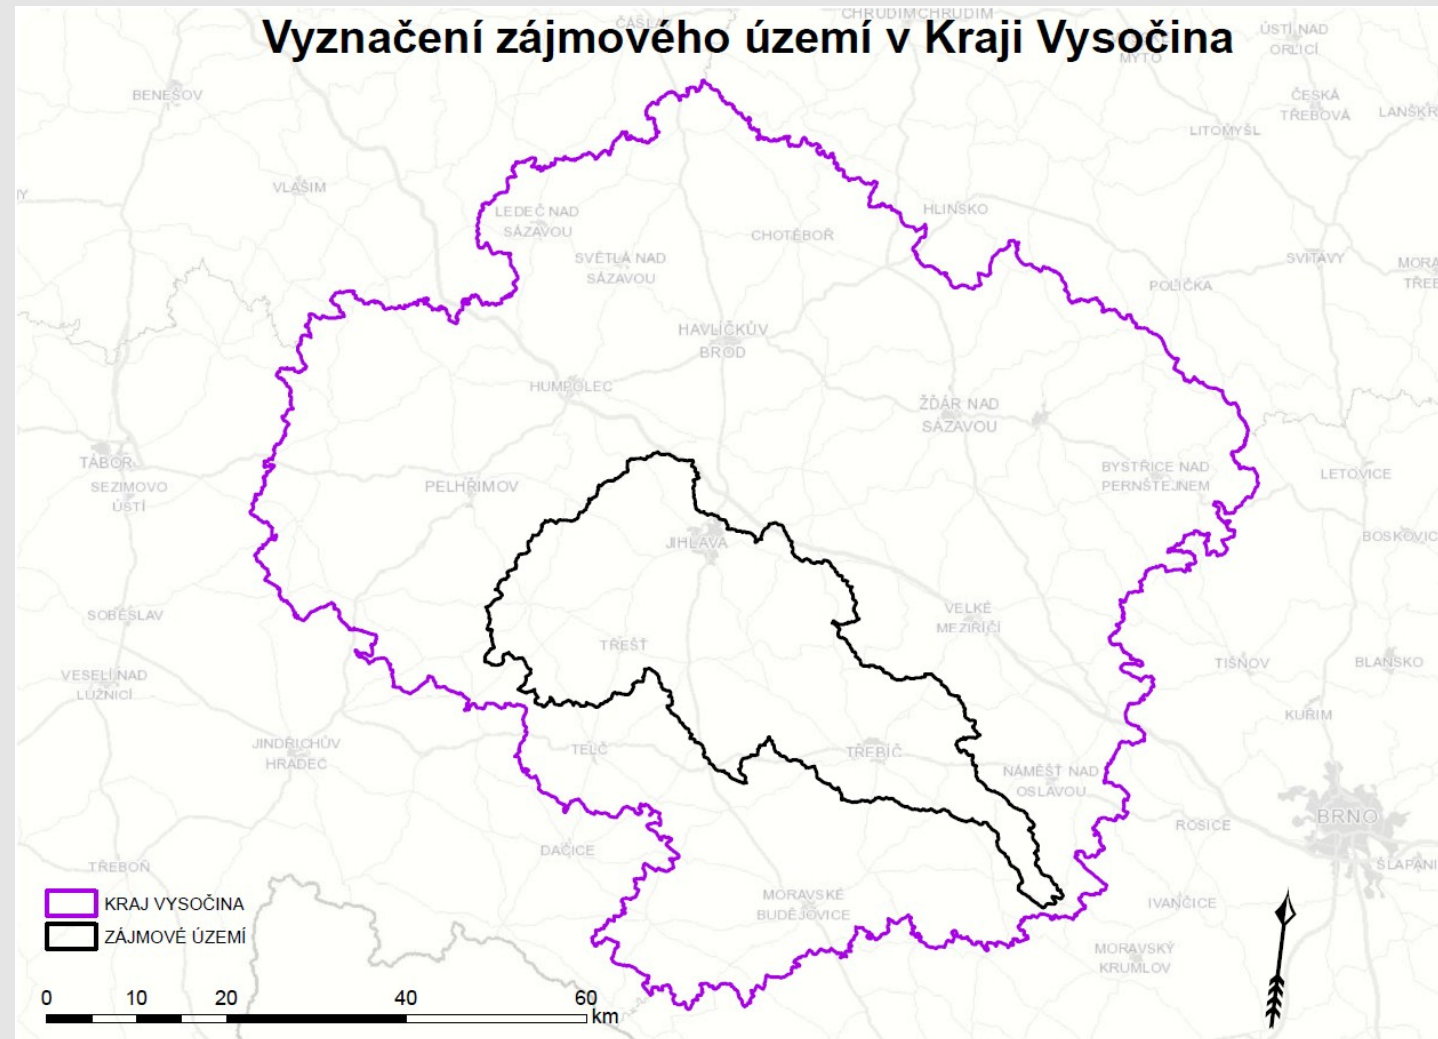 Vyznačení zájmového území v Kraji Vysočina
CHRUDIM
CHRUDIM
MÝTO
ÚSTÍ NAD
ORLICÍ
BENEŠOV
ČESKÁ
TŘEBOVÁ
LITOMYŠL
VLAŠIM
LEDEČ NAD
SÁZAVOU
HLINSKO
CHOTĚBOŘ
SVĚTLÁ NAD
SÁZAVOU
SVITAVY
POLIČKA
HAVLÍČKŮV
BROD
HUMPOLEC
ŽĎÁR NAD
SÁZAVOU
TÁBOR
SEZIMOVO
ÚSTÍ
PELHŘIMOV
BYSTŘICE NAD
PERNŠTEJNEM
LETOVICE
JIHLAVA
BOSKOVIC
SOBĚSLAV
VELKÉ
MEZIŘÍČÍ
TŘEŠŤ
VESELÍ NAD
LUŽNICÍ
TIŠNOV
BLANSKO
KUŘIM
JINDŘICHŮV
HRADEC
TELČ
TŘEBÍČ
NÁMĚŠŤ NAD
OSLAVOU
BRNO
ROSICE
DAČICE
TŘEBOŇ
ŠLAPANI
MORAVSKÉ
BUDĚJOVICE
IVANČICE
MORAVSKÝ
KRUMLOV
KRAJ VYSOČINA
ZÁJMOVÉ ÚZEMÍ
0 10 20 40 60
km